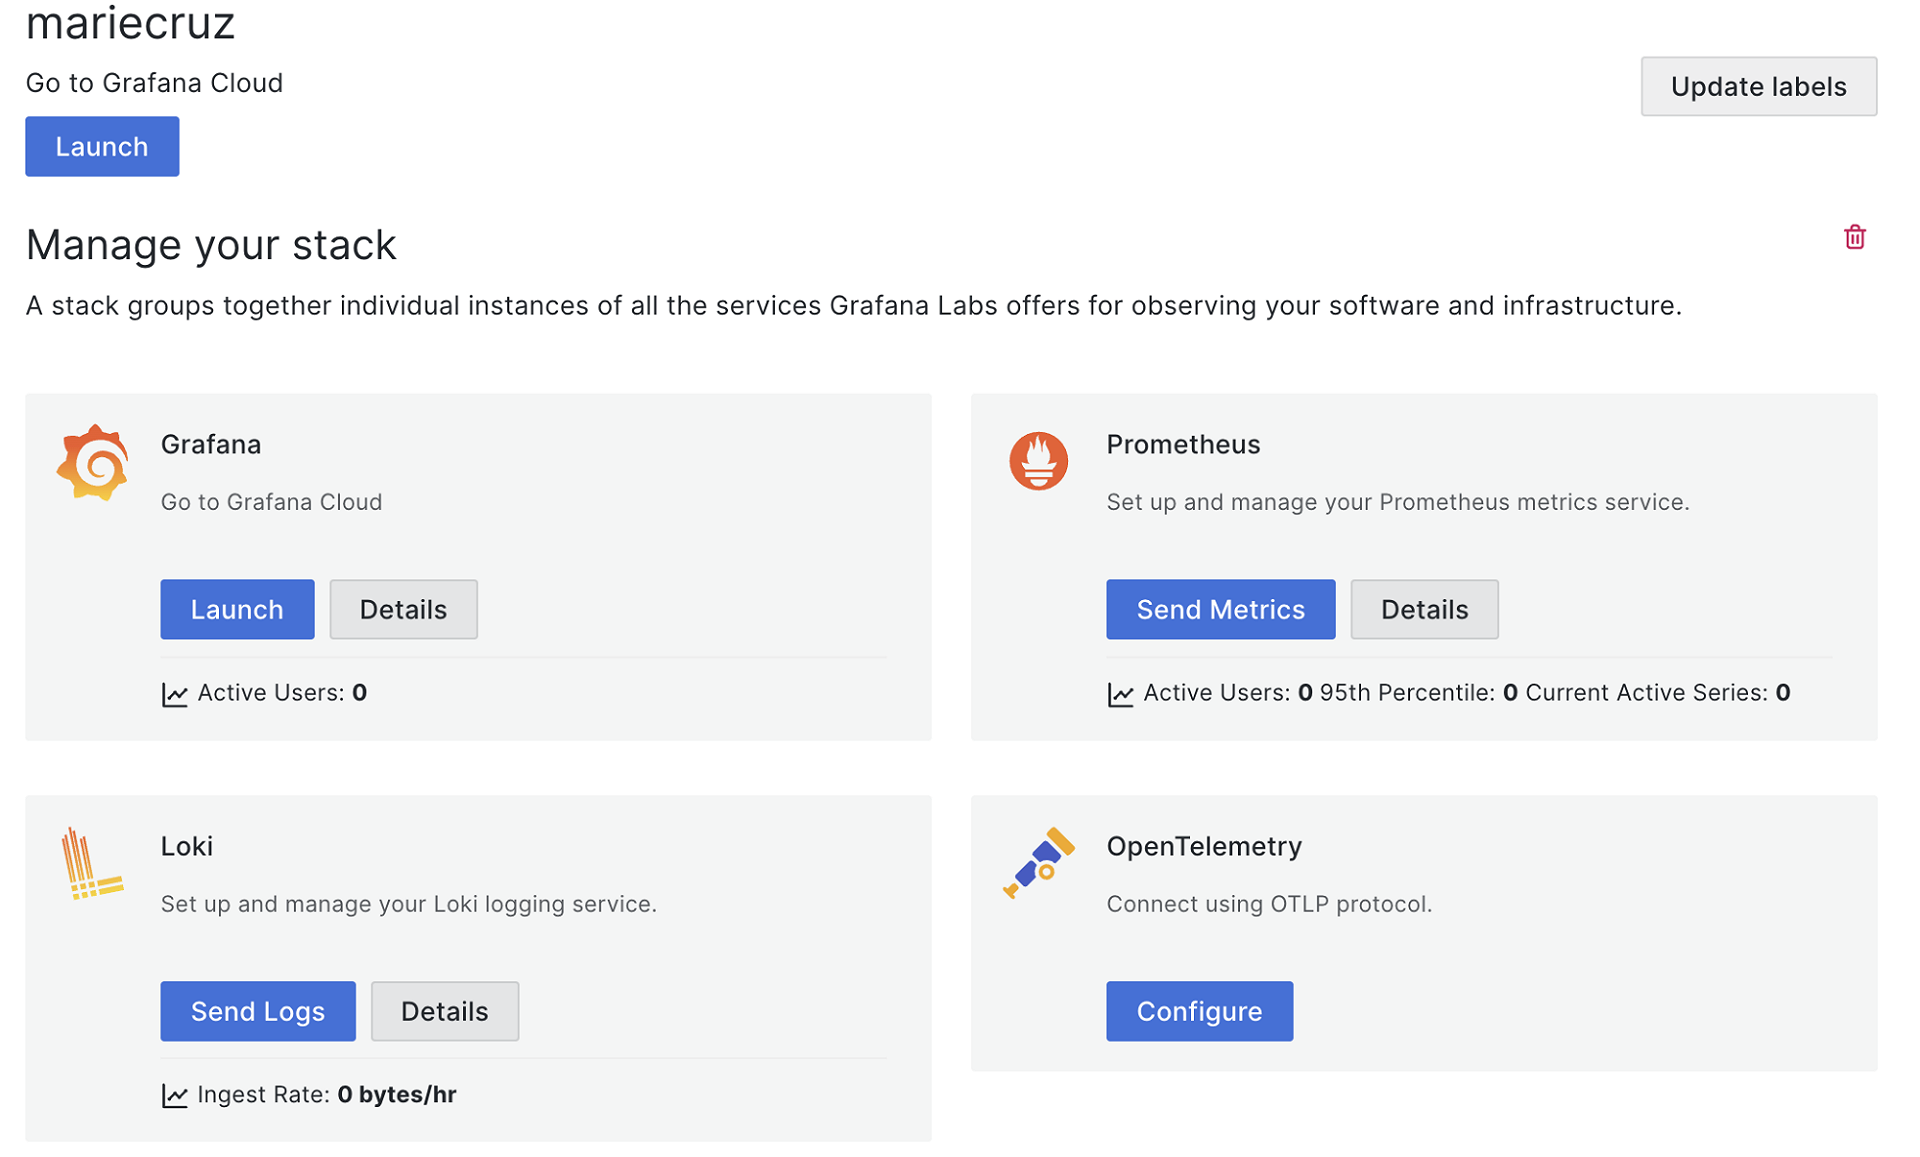 mariecruz
Go to Grafana Cloud
Update labels
Launch
Manage your stack
A stack groups together individual instances of all the services Grafana Labs offers for observing your software and infrastructure.
Grafana
Go to Grafana Cloud
Launch
Details
Active Users: 0
Prometheus
Set up and manage your Prometheus metrics service.
Send Metrics
Details
Active Users: 0 95th Percentile: 0 Current Active Series: 0
Loki
Set up and manage your Loki logging service.
Send Logs
Details
Ingest Rate: 0 bytes/hr
OpenTelemetry
Connect using OTLP protocol.
Configure